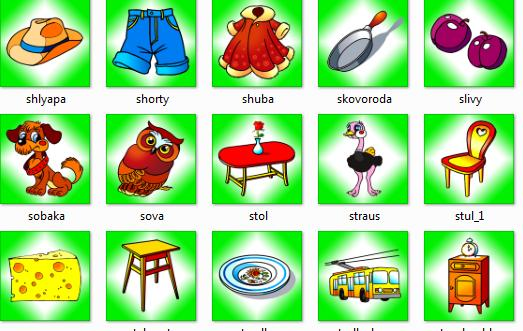 shlyapa
shorty
shuba
skovoroda
slivy
sobaka
sova
stol
straus
stul_1